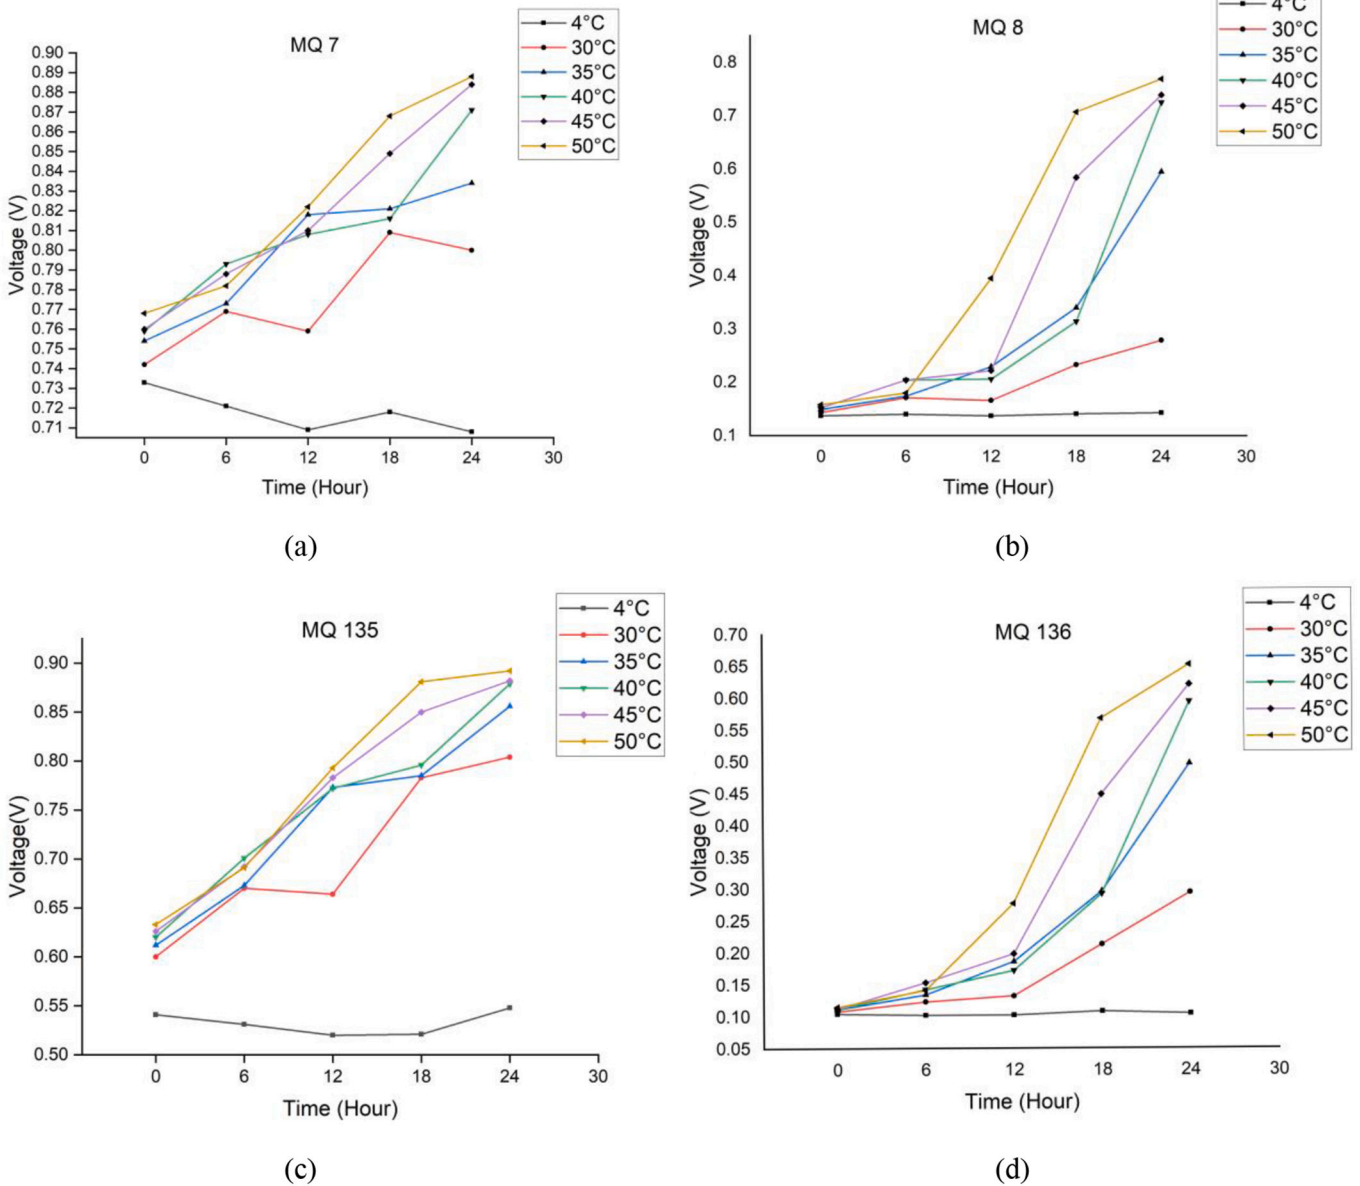 MQ 7
4°C
30°C
35°C
40°C
45°C
50°C
0.90
0.89
0.88
0.87
0.86
0.85
0.84
0.83
0.82
0.81
0.80
0.79
0.78
0.77
0.76
0.75
0.74
0.73
0.72
0.71
Voltage (V)
0 6 12 18 24 30
Time (Hour)
(a)
MQ 8
4°C
30°C
35°C
40°C
45°C
50°C
0.8
0.7
0.6
0.5
0.4
0.3
0.2
0.1
Voltage (V)
0 6 12 18 24 30
Time (Hour)
(b)
MQ 135
4°C
30°C
35°C
40°C
45°C
50°C
0.90
0.85
0.80
0.75
0.70
0.65
0.60
0.55
0.50
Voltage(V)
0 6 12 18 24 30
Time (Hour)
(c)
MQ 136
4°C
30°C
35°C
40°C
45°C
50°C
0.70
0.65
0.60
0.55
0.50
0.45
0.40
0.35
0.30
0.25
0.20
0.15
0.10
0.05
Voltage (V)
0 6 12 18 24 30
Time (Hour)
(d)